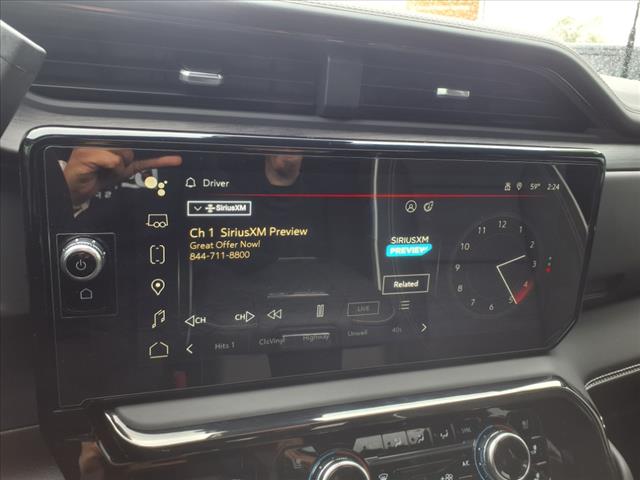 Driver
59° 2:24
SiriusXM
Ch 1 SiriusXM Preview
Great Offer Now!
844-711-8800
SIRIUSXM
PREVIEW
Related
CH
CH
LIVE
Hits 1 ClsVinyl Highway Unwell 40s
12
1
2
3
4
5
6
7
8
9
10
11
SYNC
A/C